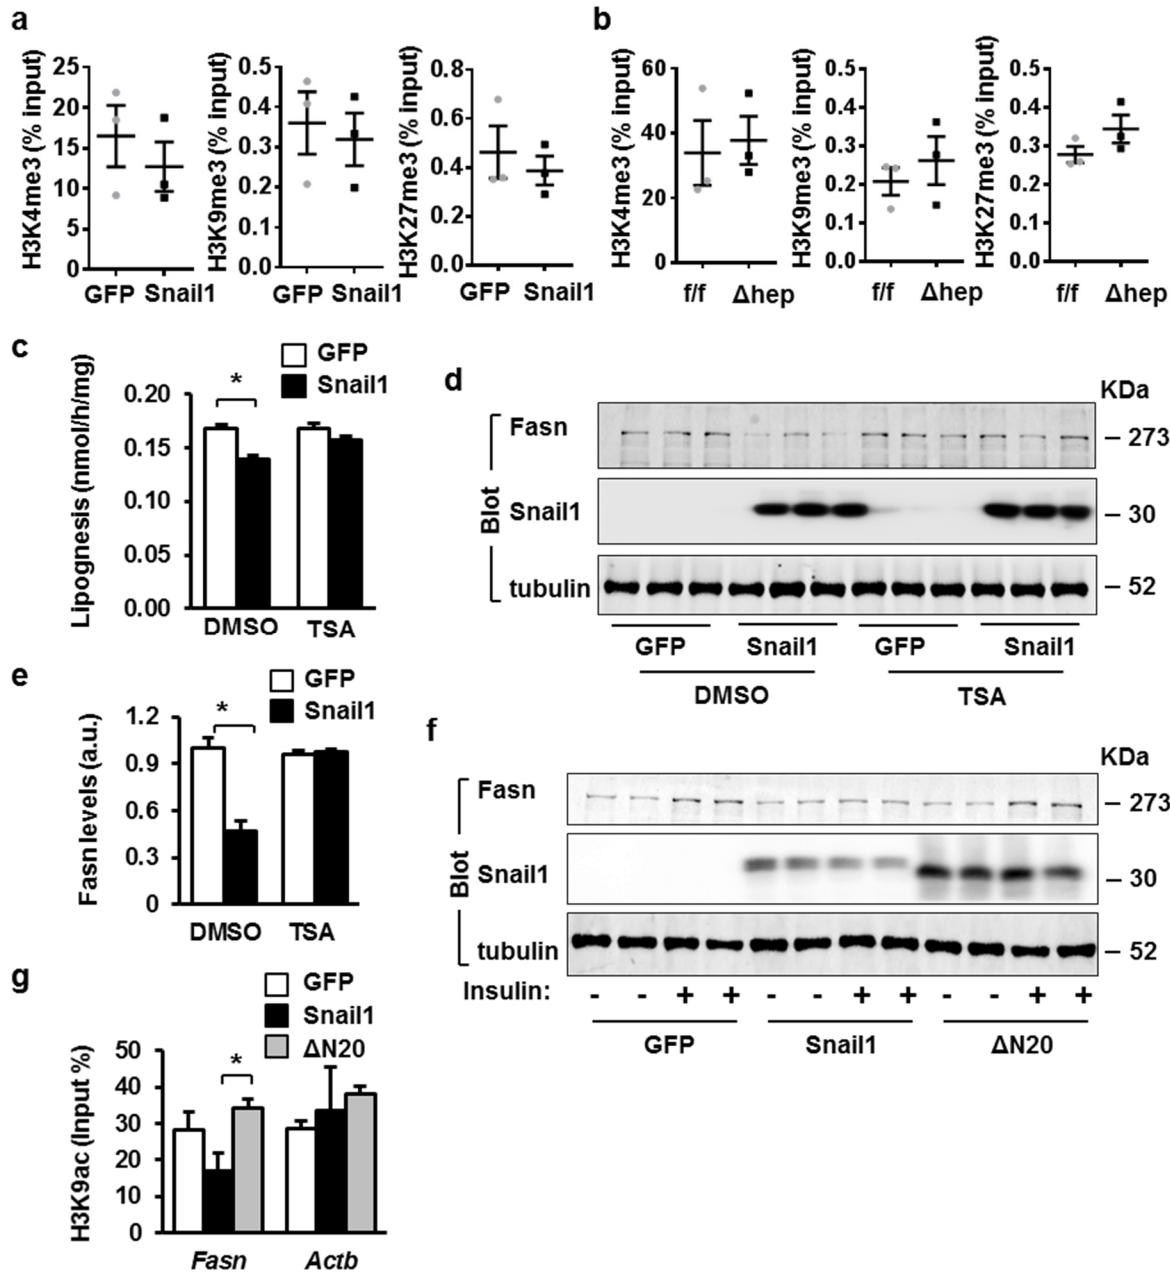 a
H3K4me3 (% input)
25
20
15
10
5
0
GFP Snail1
H3K9me3 (% input)
0.5
0.4
0.3
0.2
0.1
0.0
GFP Snail1
H3K27me3 (% input)
0.8
0.6
0.4
0.2
0.0
GFP Snail1
b
H3K4me3 (% input)
60
40
20
0
f/f Δhep
H3K9me3 (% input)
0.5
0.4
0.3
0.2
0.1
0.0
f/f Δhep
H3K27me3 (% input)
0.5
0.4
0.3
0.2
0.1
0.0
f/f Δhep
c
GFP
Snail1
Lipognesis (nmol/h/mg)
0.20
0.15
0.10
0.05
0.00
*
DMSO TSA
d
KDa
Blot
Fasn
– 273
Snail1
– 30
tubulin
– 52
GFP Snail1 GFP Snail1
DMSO TSA
e
GFP
Snail1
Fasn levels (a.u.)
1.2
0.9
0.6
0.3
0
*
DMSO TSA
f
KDa
Blot
Fasn
– 273
Snail1
– 30
tubulin
– 52
Insulin: - - + + - - + + - - + +
GFP Snail1 ΔN20
g
GFP
Snail1
ΔN20
H3K9ac (Input %)
50
40
30
20
10
0
*
Fasn Actb